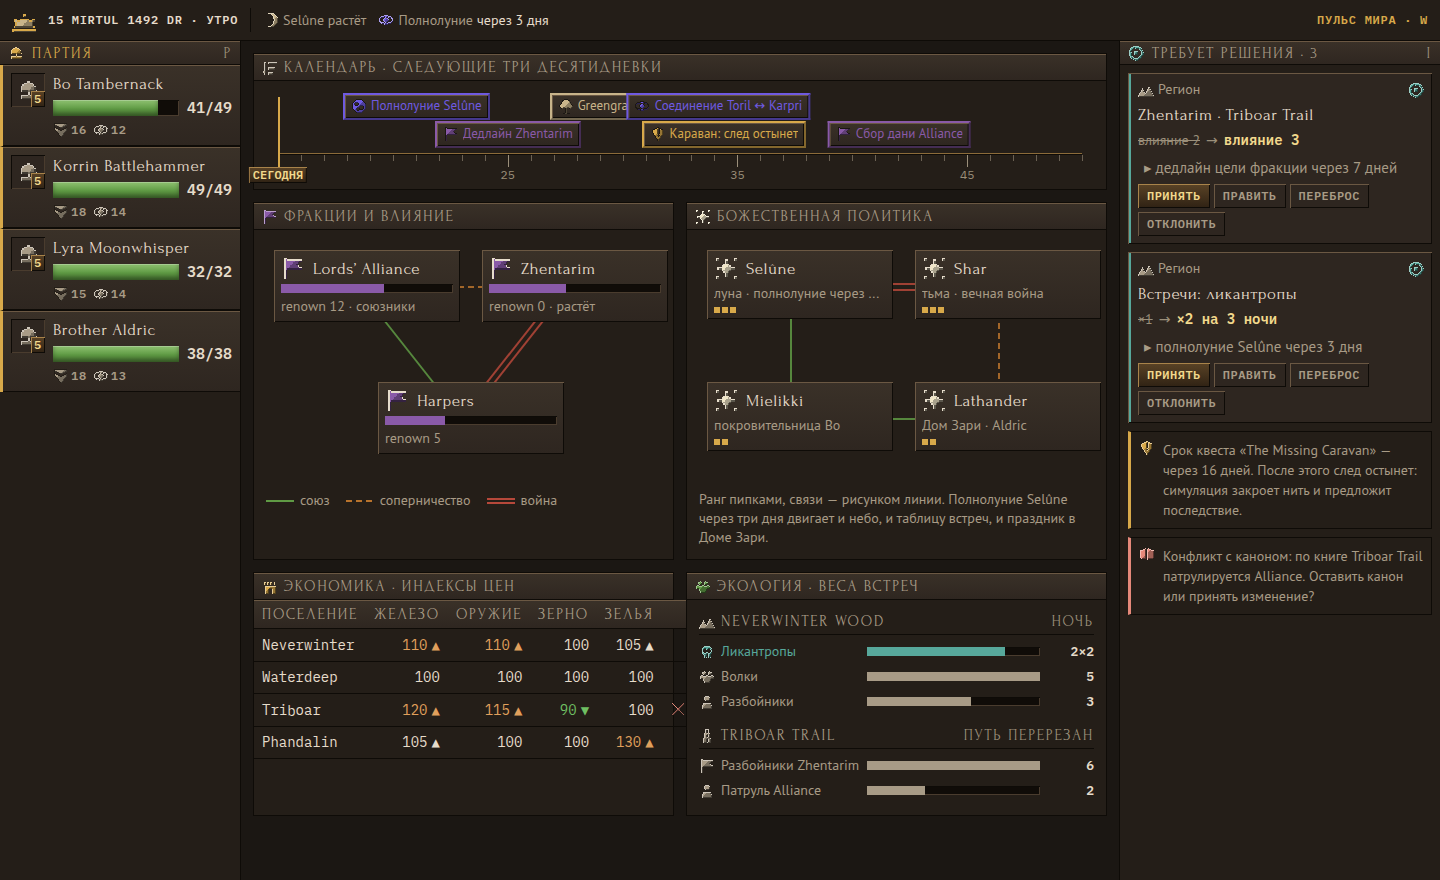 15 MIRTUL 1492 DR · УТРО
Selûne растёт
Полнолуние через 3 дня
ПУЛЬС МИРА · W
ПАРТИЯ
P
Bo Tambernack
5
41/49
16
12
Korrin Battlehammer
5
49/49
18
14
Lyra Moonwhisper
5
32/32
15
14
Brother Aldric
5
38/38
18
13
КАЛЕНДАРЬ · СЛЕДУЮЩИЕ ТРИ ДЕСЯТИДНЕВКИ
Полнолуние Selûne
Greengra
Соединение Toril ↔ Karpri
Дедлайн Zhentarim
Караван: след остынет
Сбор дани Alliance
СЕГОДНЯ
25
35
45
ФРАКЦИИ И ВЛИЯНИЕ
Lords’ Alliance
renown 12 · союзники
Zhentarim
renown 0 · растёт
Harpers
renown 5
союз
соперничество
война
БОЖЕСТВЕННАЯ ПОЛИТИКА
Selûne
луна · полнолуние через ...
Shar
тьма · вечная война
Mielikki
покровительница Bo
Lathander
Дом Зари · Aldric
Ранг пипками, связи — рисунком линии. Полнолуние Selûne
через три дня двигает и небо, и таблицу встреч, и праздник в
Доме Зари.
ЭКОНОМИКА · ИНДЕКСЫ ЦЕН
ПОСЕЛЕНИЕ ЖЕЛЕЗО ОРУЖИЕ ЗЕРНО ЗЕЛЬЯ
Neverwinter 110 ▲ 110 ▲ 100 105 ▲
Waterdeep 100 100 100 100
Triboar 120 ▲ 115 ▲ 90 ▼ 100
Phandalin 105 ▲ 100 100 130 ▲
ЭКОЛОГИЯ · ВЕСА ВСТРЕЧ
NEVERWINTER WOOD
НОЧЬ
Ликантропы 2×2
Волки 5
Разбойники 3
TRIBOAR TRAIL
ПУТЬ ПЕРЕРЕЗАН
Разбойники Zhentarim 6
Патруль Alliance 2
ТРЕБУЕТ РЕШЕНИЯ · 3
I
Регион
Zhentarim · Triboar Trail
влияние 2 → влияние 3
▸ дедлайн цели фракции через 7 дней
ПРИНЯТЬ
ПРАВИТЬ
ПЕРЕБРОС
ОТКЛОНИТЬ
Регион
Встречи: ликантропы
×1 → ×2 на 3 ночи
▸ полнолуние Selûne через 3 дня
ПРИНЯТЬ
ПРАВИТЬ
ПЕРЕБРОС
ОТКЛОНИТЬ
Срок квеста «The Missing Caravan» —
через 16 дней. После этого след остынет:
симуляция закроет нить и предложит
последствие.
Конфликт с каноном: по книге Triboar Trail
патрулируется Alliance. Оставить канон
или принять изменение?